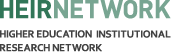 HEIRNETWORK
HIGHER EDUCATION INSTITUTIONAL
RESEARCH NETWORK